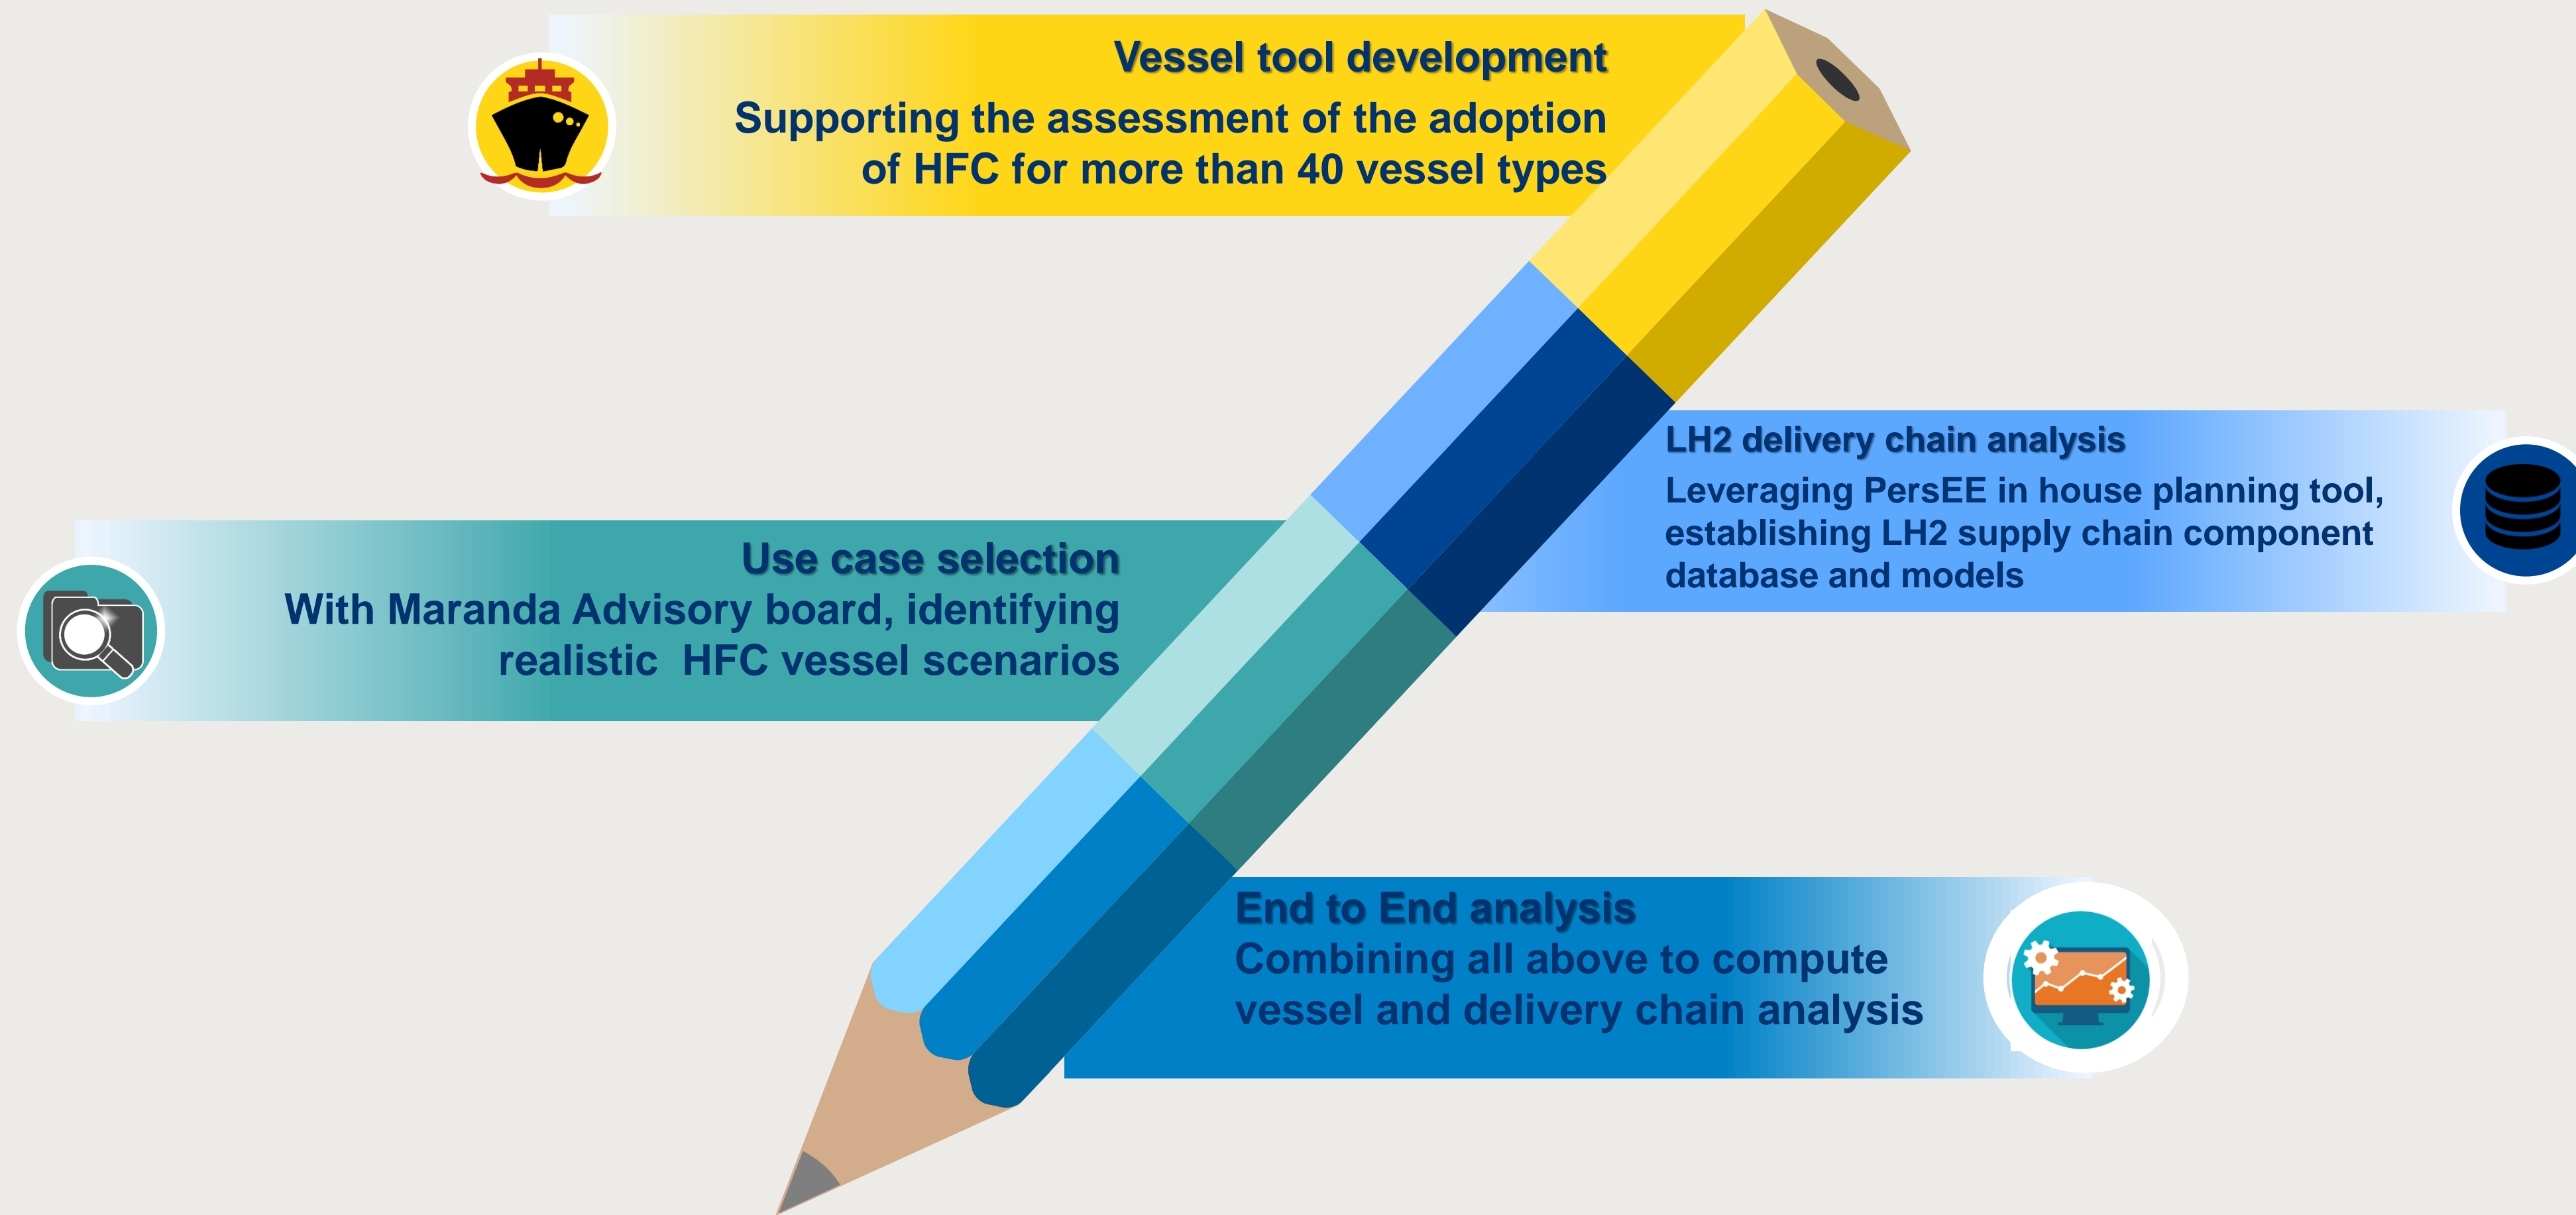 Vessel tool development
Supporting the assessment of the adoption
of HFC for more than 40 vessel types
LH2 delivery chain analysis
Leveraging PersEE in house planning tool,
establishing LH2 supply chain component
database and models
Use case selection
With Maranda Advisory board, identifying
realistic  HFC vessel scenarios
End to End analysis
Combining all above to compute
vessel and delivery chain analysis